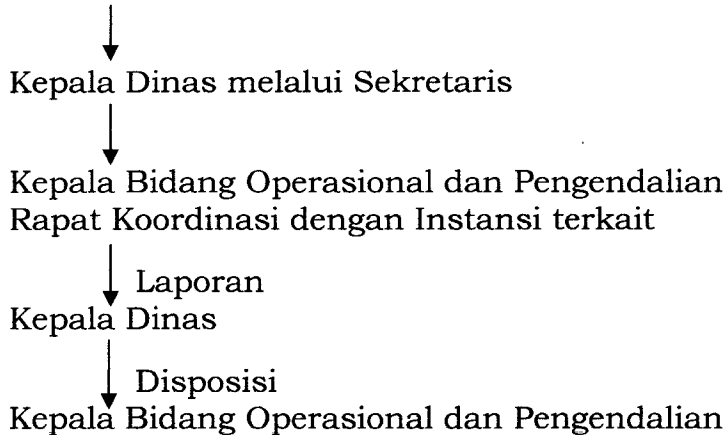 Kepala Dinas melalui Sekretaris
Kepala Bidang Operasional dan Pengendalian
Rapat Koordinasi dengan Instansi terkait
Laporan
Kepala Dinas
Disposisi
Kepala Bidang Operasional dan Pengendalian